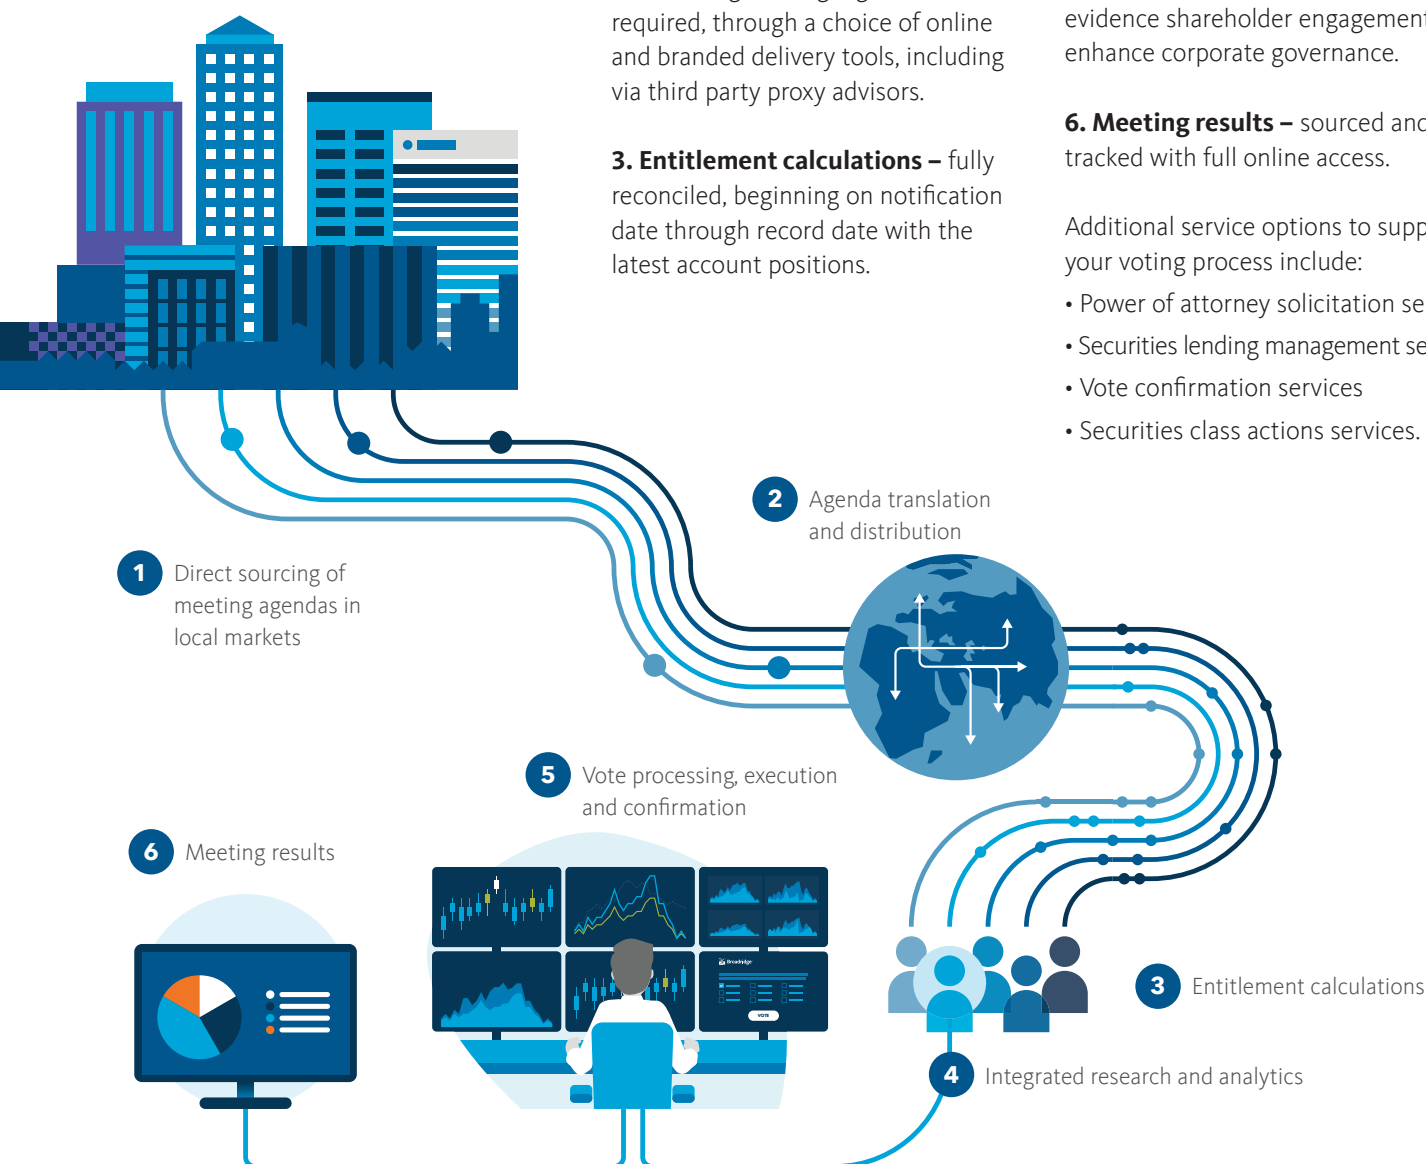 required, through a choice of online
and branded delivery tools, including
via third party proxy advisors.
3. Entitlement calculations – fully
reconciled, beginning on notification
date through record date with the
latest account positions.
evidence shareholder engagement
enhance corporate governance.
6. Meeting results – sourced and
tracked with full online access.
Additional service options to supp
your voting process include:
• Power of attorney solicitation se
• Securities lending management se
• Vote confirmation services
• Securities class actions services.
2 Agenda translation
and distribution
1 Direct sourcing of
meeting agendas in
local markets
5 Vote processing, execution
and confirmation
6 Meeting results
Broadridge
VOTE
3 Entitlement calculations
4 Integrated research and analytics